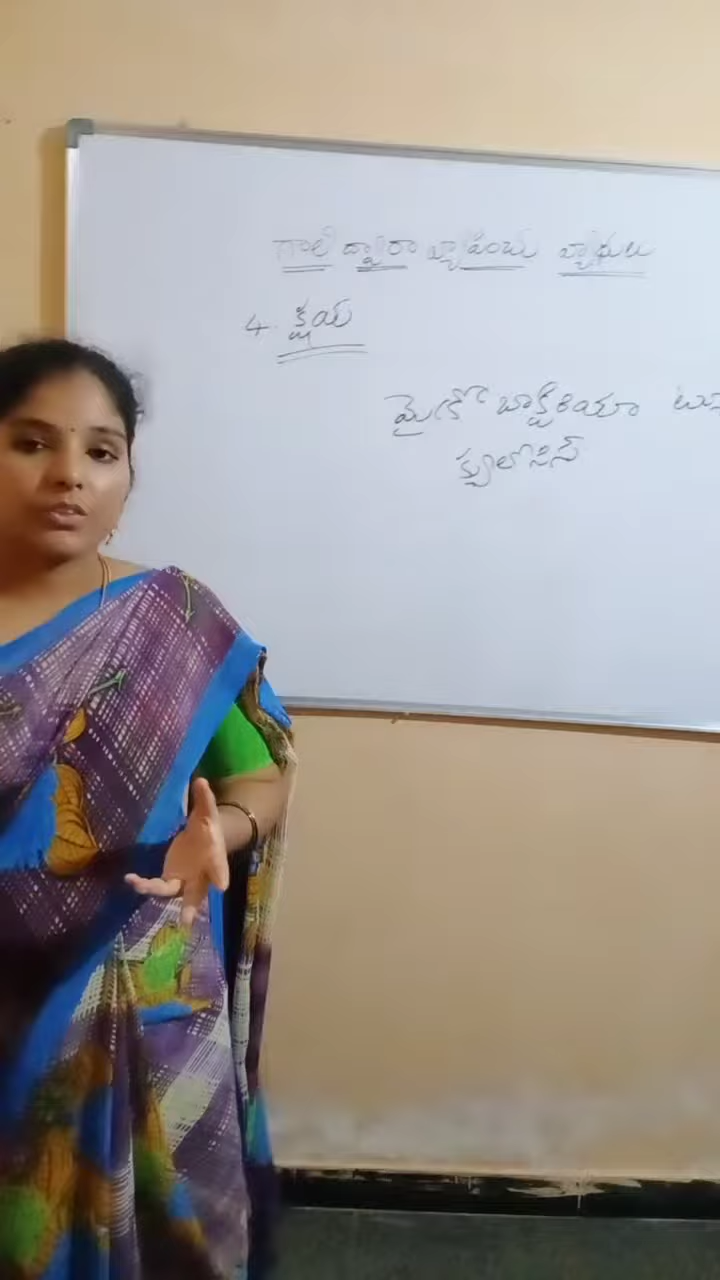 గాలి ద్వారా వ్యాపించు వ్యాధులు
4. క్షయ
మైకో బాక్టీరియా
క్యులోసిస్